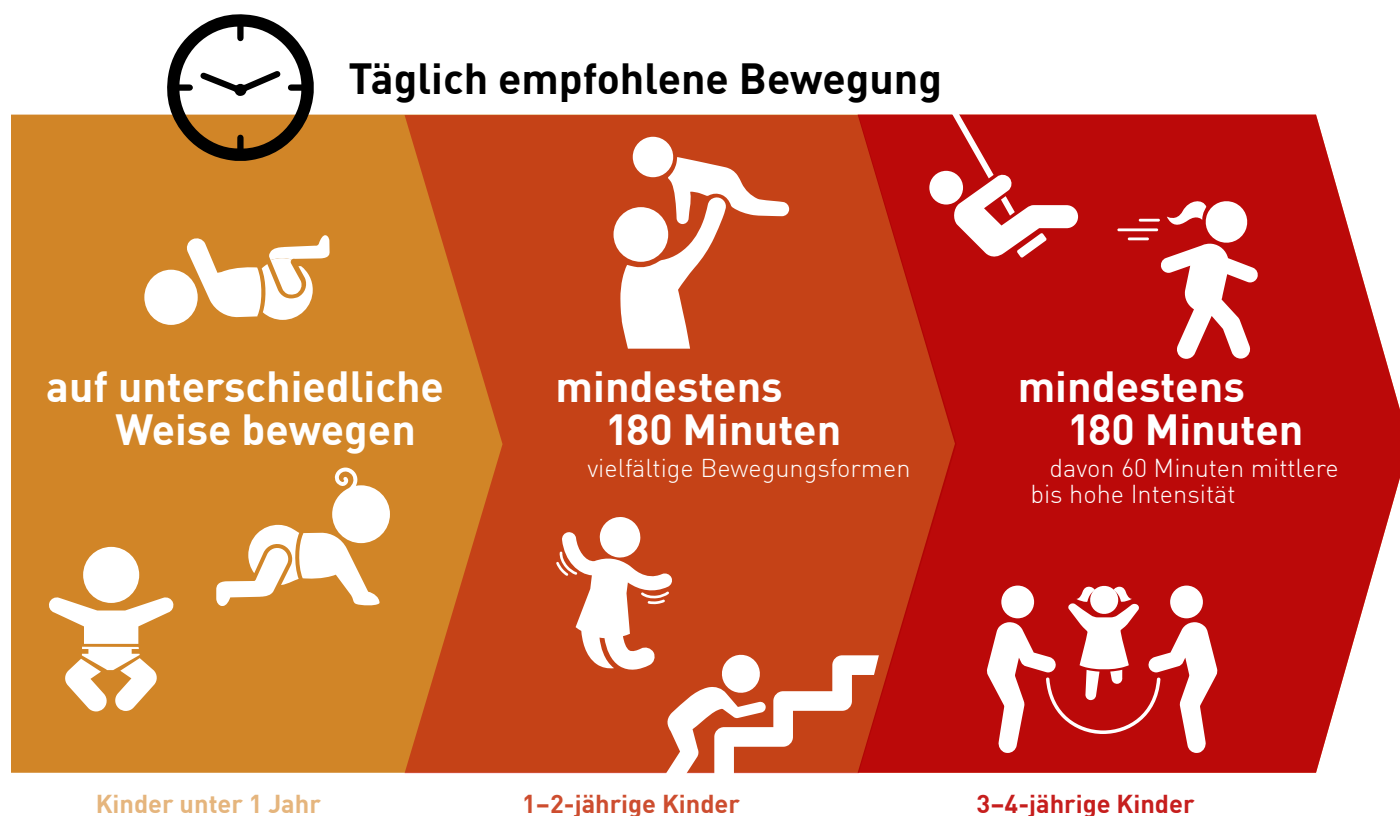 Täglich empfohlene Bewegung
auf unterschiedliche
Weise bewegen
mindestens
180 Minuten
vielfältige Bewegungsformen
mindestens
180 Minuten
davon 60 Minuten mittlere
bis hohe Intensität
Kinder unter 1 Jahr
1–2-jährige Kinder
3–4-jährige Kinder